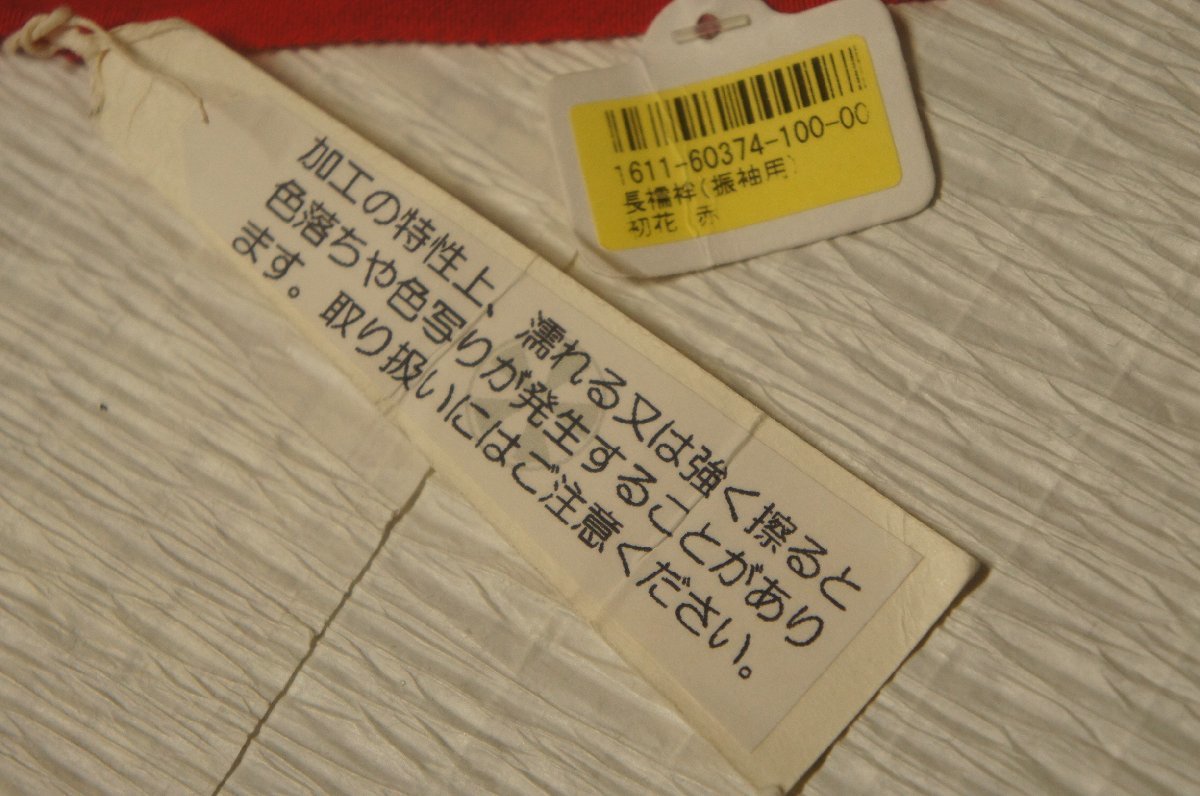 加工の特性上、濡れる又は強く擦ると
色落ちや色写りが発生することがあり
ます。取り扱いにはご注意ください。
1611-60374-100-00
長襦袢(振袖用)
初花 赤